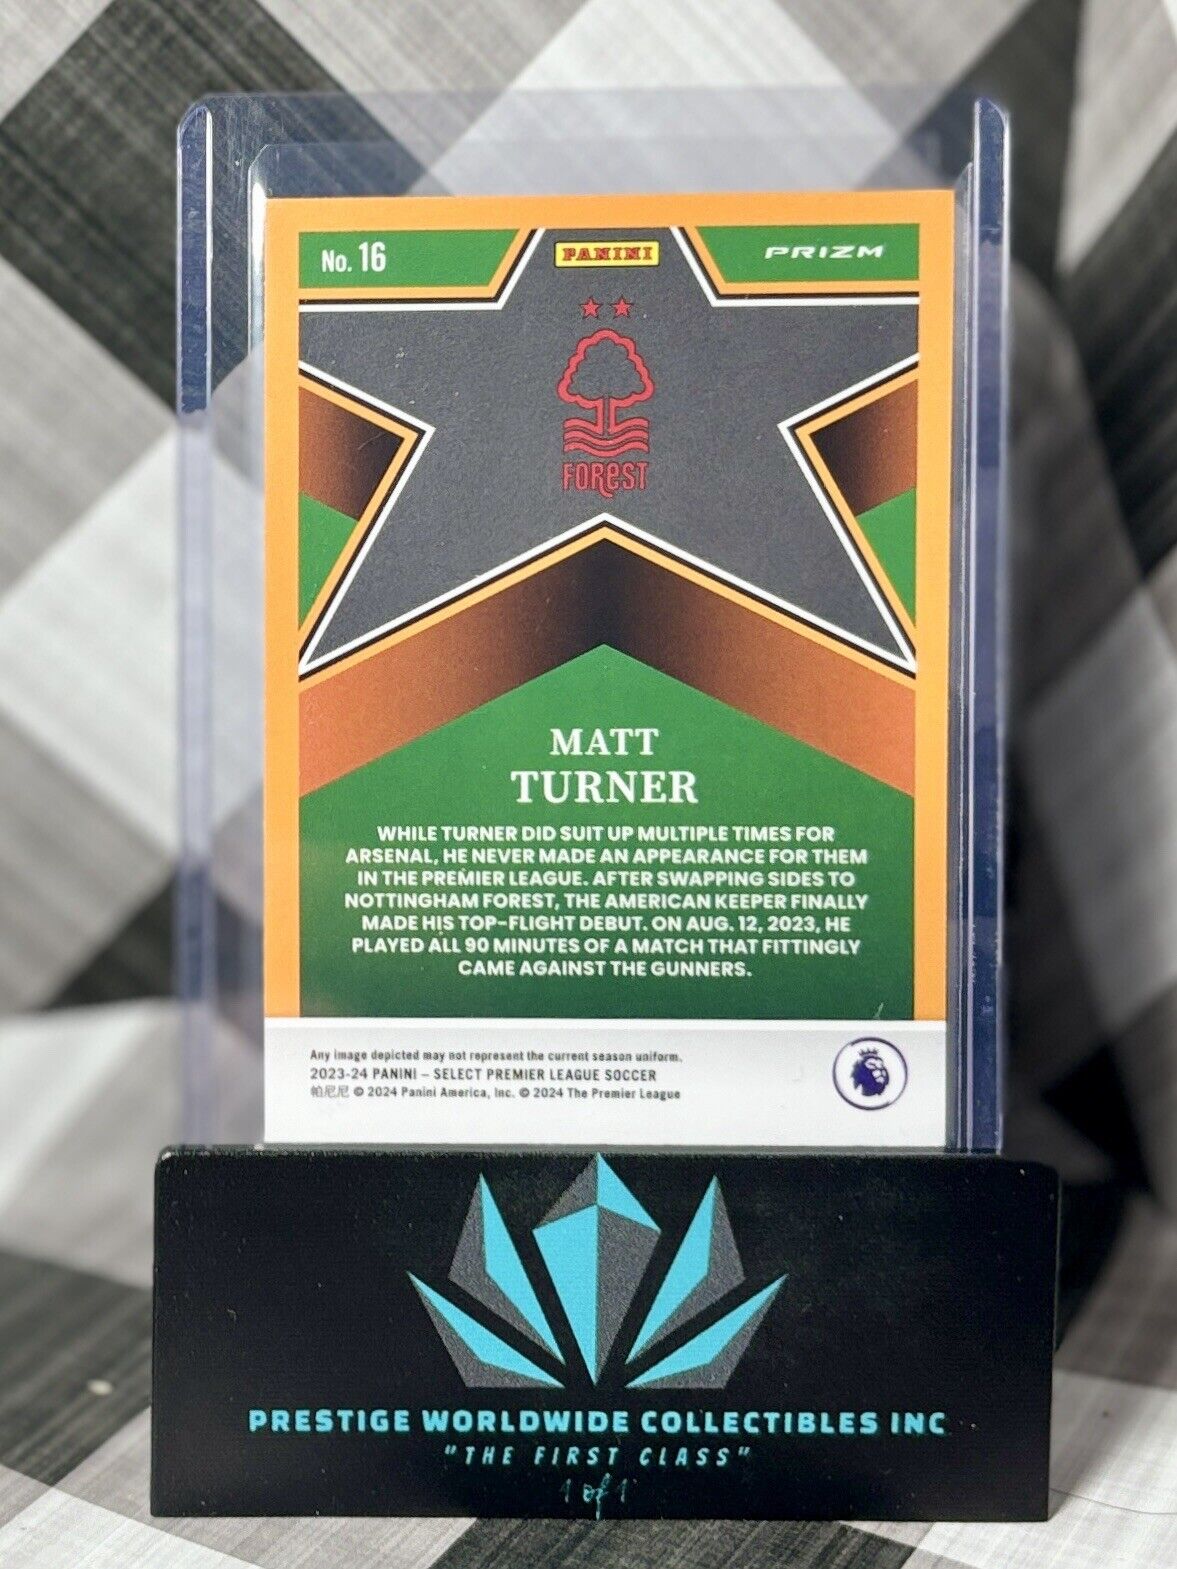 No. 16
PANINI
PRIZM
FOREST
MATT
TURNER
WHILE TURNER DID SUIT UP MULTIPLE TIMES FOR
ARSENAL, HE NEVER MADE AN APPEARANCE FOR THEM
IN THE PREMIER LEAGUE. AFTER SWAPPING SIDES TO
NOTTINGHAM FOREST, THE AMERICAN KEEPER FINALLY
MADE HIS TOP-FLIGHT DEBUT. ON AUG. 12, 2023, HE
PLAYED ALL 90 MINUTES OF A MATCH THAT FITTINGLY
CAME AGAINST THE GUNNERS.
Any image depicted may not represent the current season uniform.
2023-24 PANINI – SELECT PREMIER LEAGUE SOCCER
帕尼尼 © 2024 Panini America, Inc. © 2024 The Premier League
PRESTIGE WORLDWIDE COLLECTIBLES INC
"THE FIRST CLASS"
1 of 1